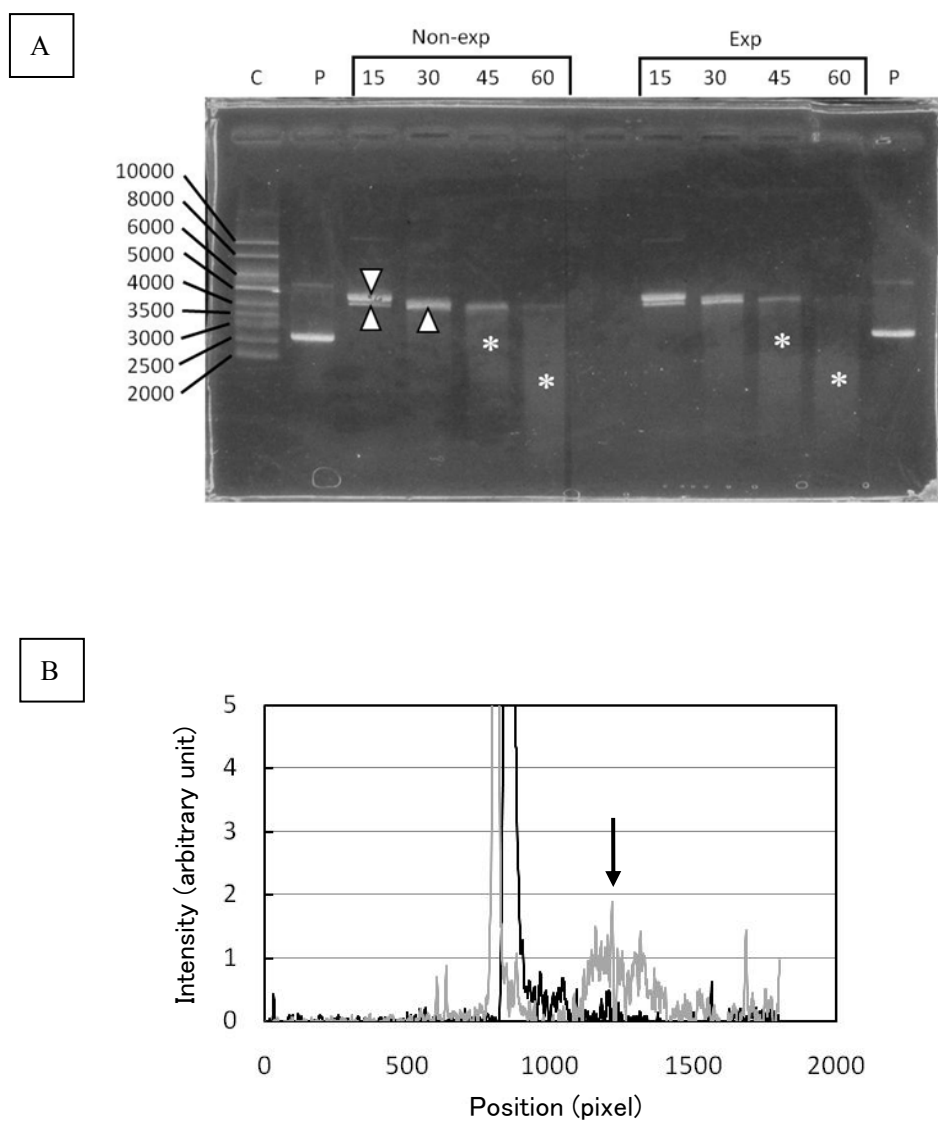 A
Non-exp Exp
C P 15 30 45 60 15 30 45 60 P
10000
8000
6000
5000
4000
3500
3000
2500
2000
* * * *
B
Intensity (arbitrary unit)
5
4
3
2
1
0
0 500 1000 1500 2000
Position (pixel)